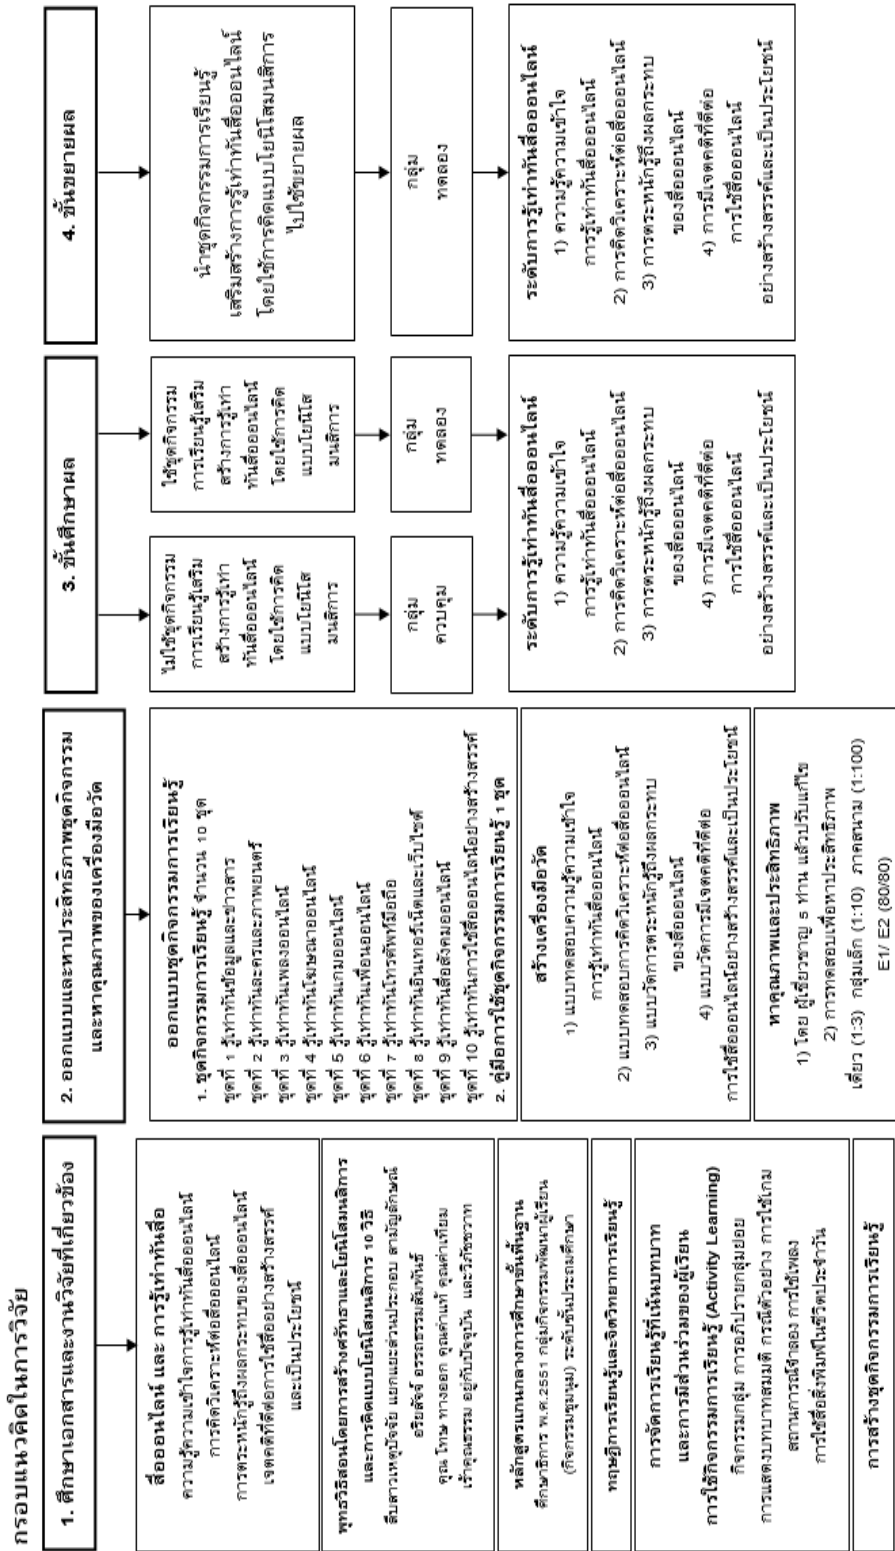 กรอบแนวคิดในการวิจัย
1. ศึกษาเอกสารและงานวิจัยที่เกี่ยวข้อง
สื่อออนไลน์ และ การรู้เท่าทันสื่อ
ความรู้ความเข้าใจการรู้เท่าทันสื่อออนไลน์
การคิดวิเคราะห์ต่อสื่อออนไลน์
การตระหนักรู้ถึงผลกระทบของสื่อออนไลน์
เจตคติที่ดีต่อการใช้สื่ออย่างสร้างสรรค์
และเป็นประโยชน์
พุทธวิธีสอนโดยการสร้างศรัทธาและโยนิโสมนสิการ
และการคิดแบบโยนิโสมนสิการ 10 วิธี
สืบสาวเหตุปัจจัย แยกแยะส่วนประกอบ สามัญลักษณ์
อริยสัจจ์ อรรถธรรมสัมพันธ์
คุณ โทษ ทางออก คุณค่าแท้ คุณค่าเทียม
เร้าคุณธรรม อยู่กับปัจจุบัน และวิภัชชวาท
หลักสูตรแกนกลางการศึกษาขั้นพื้นฐาน
ศึกษาธิการ พ.ศ.2551 กลุ่มกิจกรรมพัฒนาผู้เรียน
(กิจกรรมชุมนุม) ระดับชั้นประถมศึกษา
ทฤษฎีการเรียนรู้และจิตวิทยาการเรียนรู้
การจัดการเรียนรู้ที่เน้นบทบาท
และการมีส่วนร่วมของผู้เรียน
การใช้กิจกรรมการเรียนรู้ (Activity Learning)
กิจกรรมกลุ่ม การอภิปรายกลุ่มย่อย
การแสดงบทบาทสมมติ กรณีตัวอย่าง การใช้เกม
สถานการณ์จำลอง การใช้เพลง
การใช้สื่อสิ่งพิมพ์ในชีวิตประจำวัน
การสร้างชุดกิจกรรมการเรียนรู้
2. ออกแบบและหาประสิทธิภาพชุดกิจกรรม
และหาคุณภาพของเครื่องมือวัด
ออกแบบชุดกิจกรรมการเรียนรู้
1. ชุดกิจกรรมการเรียนรู้ จำนวน 10 ชุด
ชุดที่ 1 รู้เท่าทันข้อมูลและข่าวสาร
ชุดที่ 2 รู้เท่าทันละครและภาพยนตร์
ชุดที่ 3 รู้เท่าทันเพลงออนไลน์
ชุดที่ 4 รู้เท่าทันโฆษณาออนไลน์
ชุดที่ 5 รู้เท่าทันเกมออนไลน์
ชุดที่ 6 รู้เท่าทันเพื่อนออนไลน์
ชุดที่ 7 รู้เท่าทันโทรศัพท์มือถือ
ชุดที่ 8 รู้เท่าทันอินเทอร์เน็ตและเว็บไซต์
ชุดที่ 9 รู้เท่าทันสื่อสังคมออนไลน์
ชุดที่ 10 รู้เท่าทันการใช้สื่อออนไลน์อย่างสร้างสรรค์
2. คู่มือการใช้ชุดกิจกรรมการเรียนรู้ 1 ชุด
สร้างเครื่องมือวัด
1) แบบทดสอบความรู้ความเข้าใจ
การรู้เท่าทันสื่อออนไลน์
2) แบบทดสอบการคิดวิเคราะห์ต่อสื่อออนไลน์
3) แบบวัดการตระหนักรู้ถึงผลกระทบ
ของสื่อออนไลน์
4) แบบวัดการมีเจตคติที่ดีต่อ
การใช้สื่อออนไลน์อย่างสร้างสรรค์และเป็นประโยชน์
หาคุณภาพและประสิทธิภาพ
1) โดย ผู้เชี่ยวชาญ 5 ท่าน แล้วปรับแก้ไข
2) การทดสอบเพื่อหาประสิทธิภาพ
เดี่ยว (1:3) กลุ่มเล็ก (1:10) ภาคสนาม (1:100)
E1/ E2 (80/80)
3. ขั้นศึกษาผล
ไม่ใช้ชุดกิจกรรม
การเรียนรู้เสริม
สร้างการรู้เท่า
ทันสื่อออนไลน์
โดยใช้การคิด
แบบโยนิโส
มนสิการ
กลุ่ม
ควบคุม
ใช้ชุดกิจกรรม
การเรียนรู้เสริม
สร้างการรู้เท่า
ทันสื่อออนไลน์
โดยใช้การคิด
แบบโยนิโส
มนสิการ
กลุ่ม
ทดลอง
ระดับการรู้เท่าทันสื่อออนไลน์
1) ความรู้ความเข้าใจ
การรู้เท่าทันสื่อออนไลน์
2) การคิดวิเคราะห์ต่อสื่อออนไลน์
3) การตระหนักรู้ถึงผลกระทบ
ของสื่อออนไลน์
4) การมีเจตคติที่ดีต่อ
การใช้สื่อออนไลน์
อย่างสร้างสรรค์และเป็นประโยชน์
4. ขั้นขยายผล
นำชุดกิจกรรมการเรียนรู้
เสริมสร้างการรู้เท่าทันสื่อออนไลน์
โดยใช้การคิดแบบโยนิโสมนสิการ
ไปใช้ขยายผล
กลุ่ม
ทดลอง
ระดับการรู้เท่าทันสื่อออนไลน์
1) ความรู้ความเข้าใจ
การรู้เท่าทันสื่อออนไลน์
2) การคิดวิเคราะห์ต่อสื่อออนไลน์
3) การตระหนักรู้ถึงผลกระทบ
ของสื่อออนไลน์
4) การมีเจตคติที่ดีต่อ
การใช้สื่อออนไลน์
อย่างสร้างสรรค์และเป็นประโยชน์